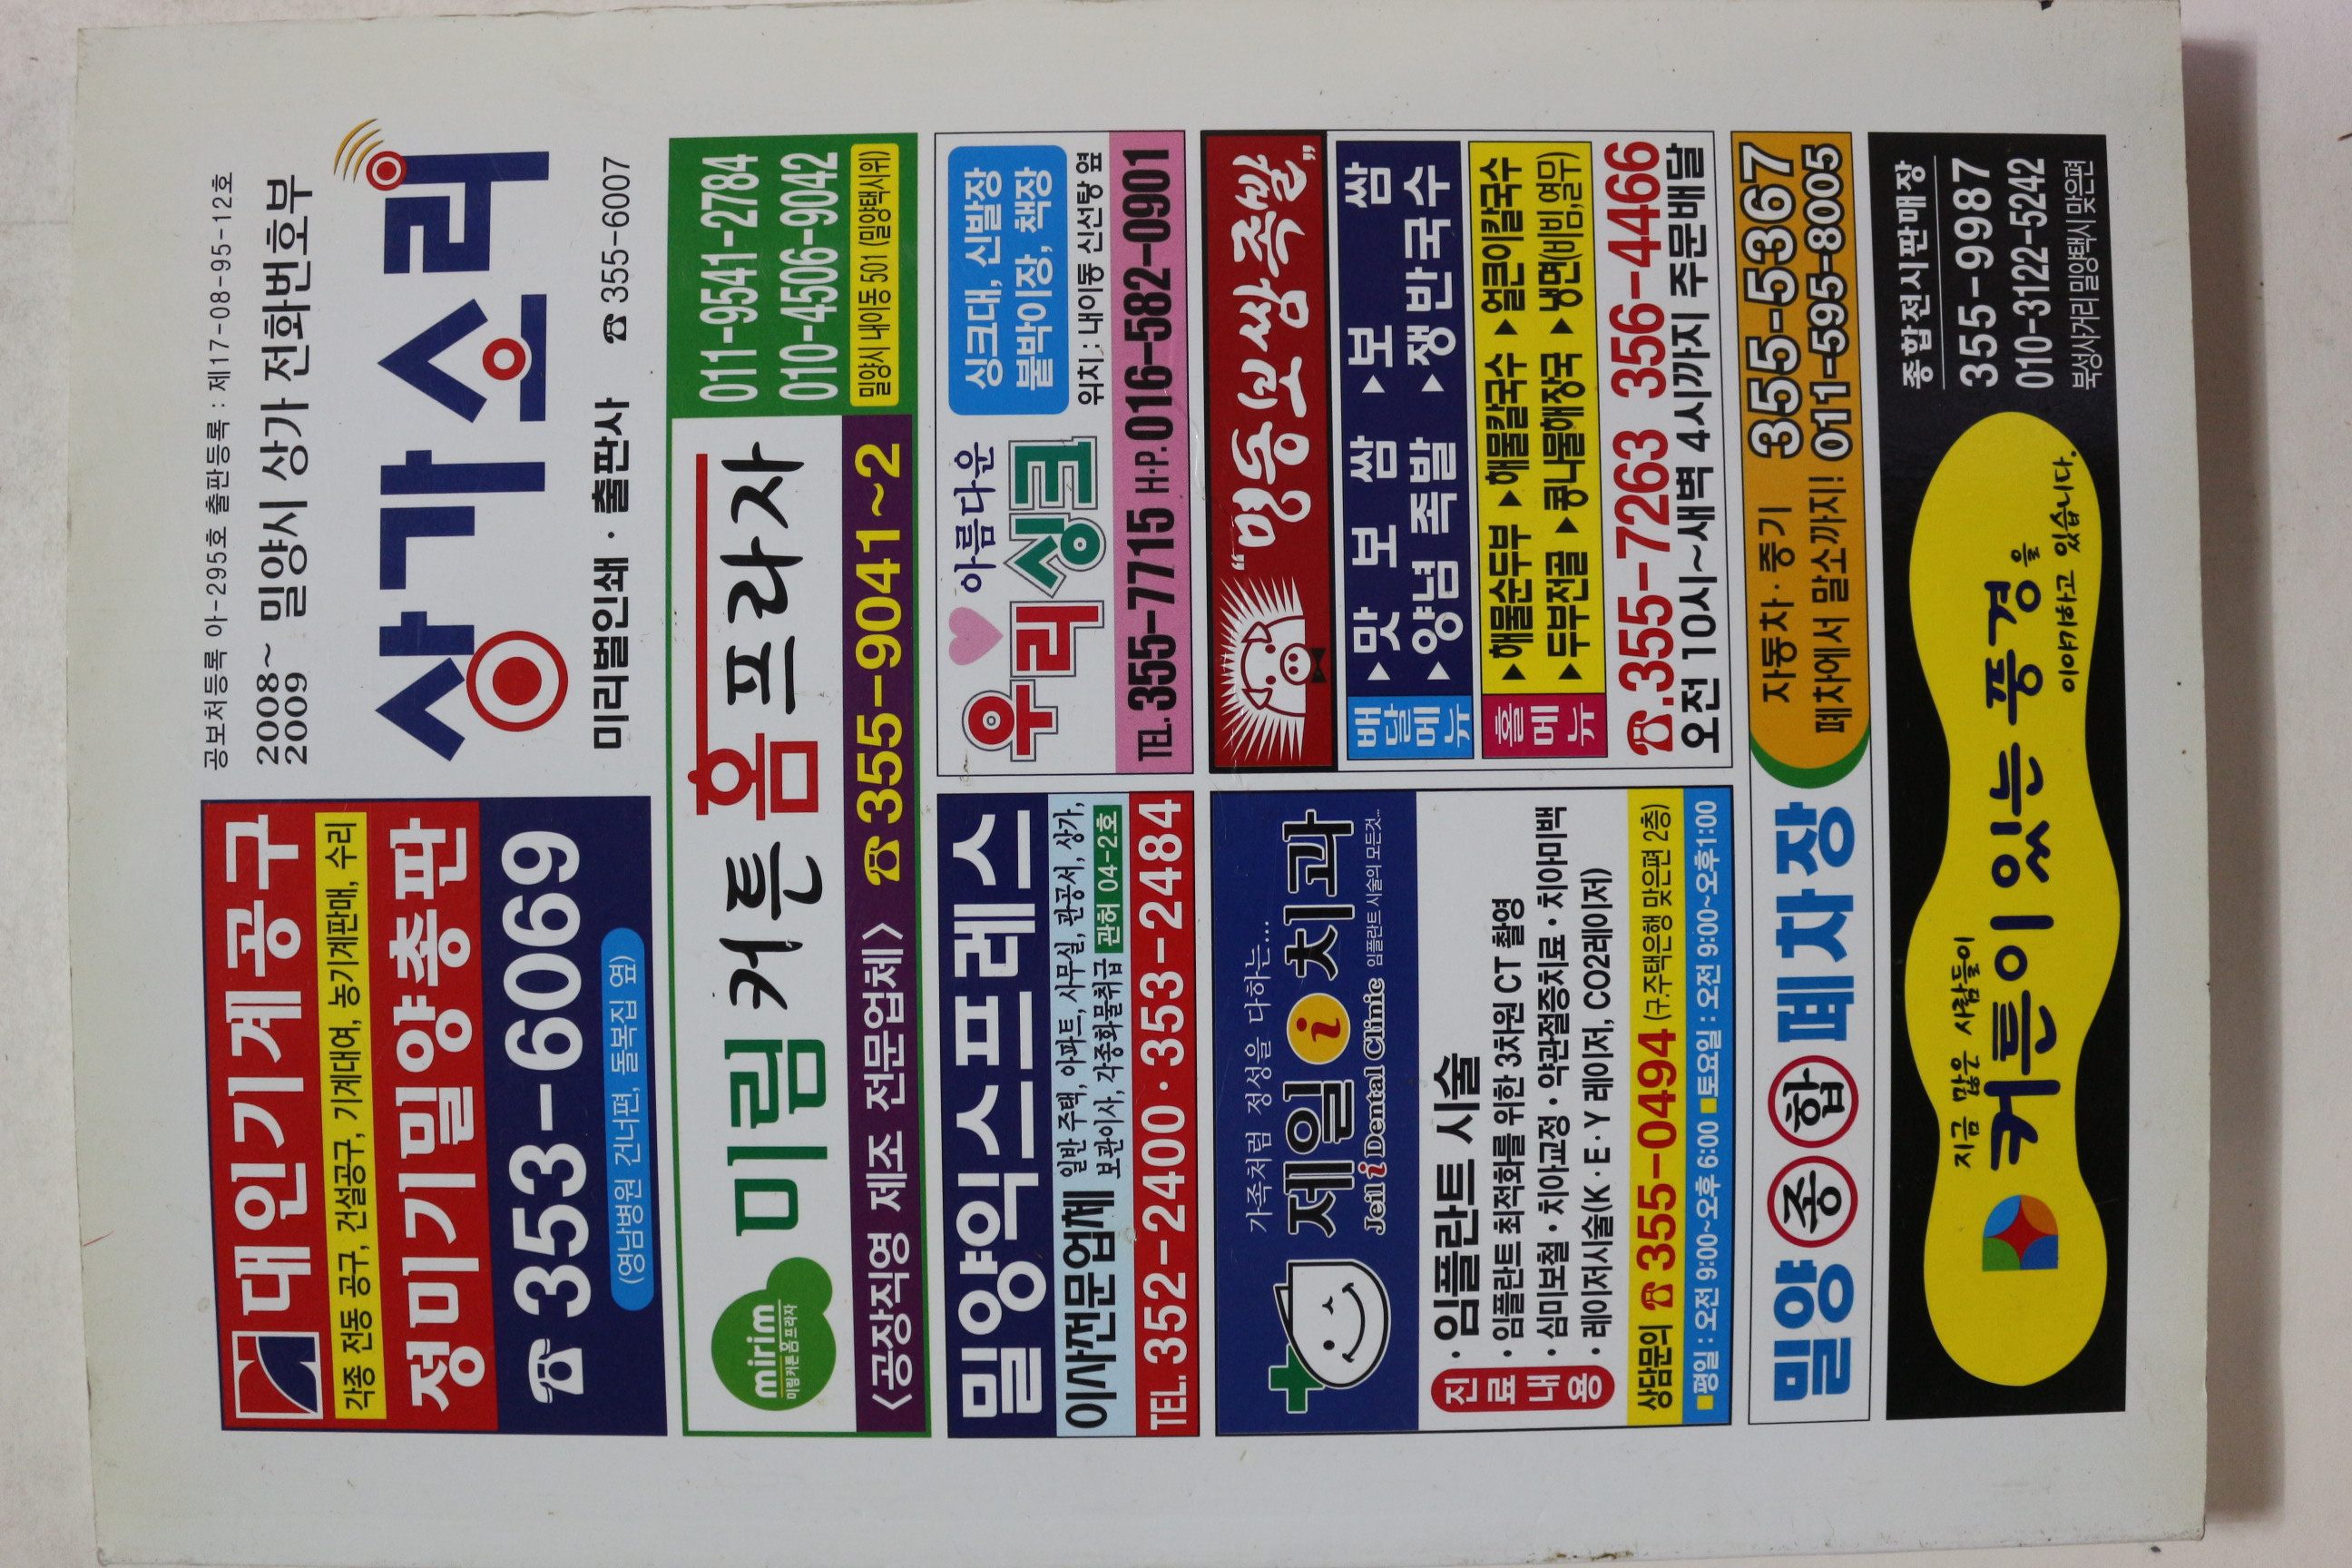 대인기계공구
각종 전동 공구, 건설공구, 기계대여, 농기계판매, 수리
정미기밀양총판
☎353-6069
(영남병원 건너편, 돌복집 옆)
공보처등록 아-295호 출판등록 : 제17-08-95-12호
2008~
2009
밀양시 상가 전화번호부
상가소리
미리벌인쇄·출판사 ☎ 355-6007
mirim
미림커튼홈프라자
미림커튼홈프라자
<공장직영 제조 전문업체> ☎355-9041~2
011-9541-2784
010-4506-9042
밀양시 내이동 501 (밀양택시위)
밀양익스프레스
이사전문업체
일반 주택, 아파트, 사무실, 관공서, 상가,
보관이사, 각종화물취급 관허 04-2호
TEL. 352-2400·353-2484
아름다운
우리싱크
싱크대, 신발장
붙박이장, 책장
위치 : 내이동 신선탕 옆
TEL. 355-7715 H·P. 016-582-0901
가족처럼 정성을 다하는...
제일i치과
Jeil i Dental Clinic 임플란트 시술의 모든것...
진료내용
· 임플란트 시술
· 임플란트 최적화를 위한 3차원 CT 촬영
· 심미보철 · 치아교정 · 악관절증치료 · 치아미백
· 레이저시술(K·E·Y 레이저, CO2레이저)
상담문의 ☎355-0494 (구.주택은행 맞은편 2층)
■평일 : 오전 9:00~오후 6:00 ■토요일 : 오전 9:00~오후1:00
"명동보쌈족발"
배달메뉴
▶맛보쌈 ▶보쌈
▶양념족발 ▶쟁반국수
홀메뉴
▶해물순두부 ▶해물칼국수 ▶얼큰이칼국수
▶두부전골 ▶콩나물해장국 ▶냉면(비빔,열무)
☎.355-7263 356-4466
오전 10시~새벽 4시까지 주문배달
밀양종합폐차장
자동차·중기 355-5367
폐차에서 말소까지! 011-595-8005
지금 많은 사람들이
커튼이 있는 풍경을
이야기하고 있습니다.
종합전시판매장
355-9987
010-3122-5242
북성사거리 밀양택시 맞은편